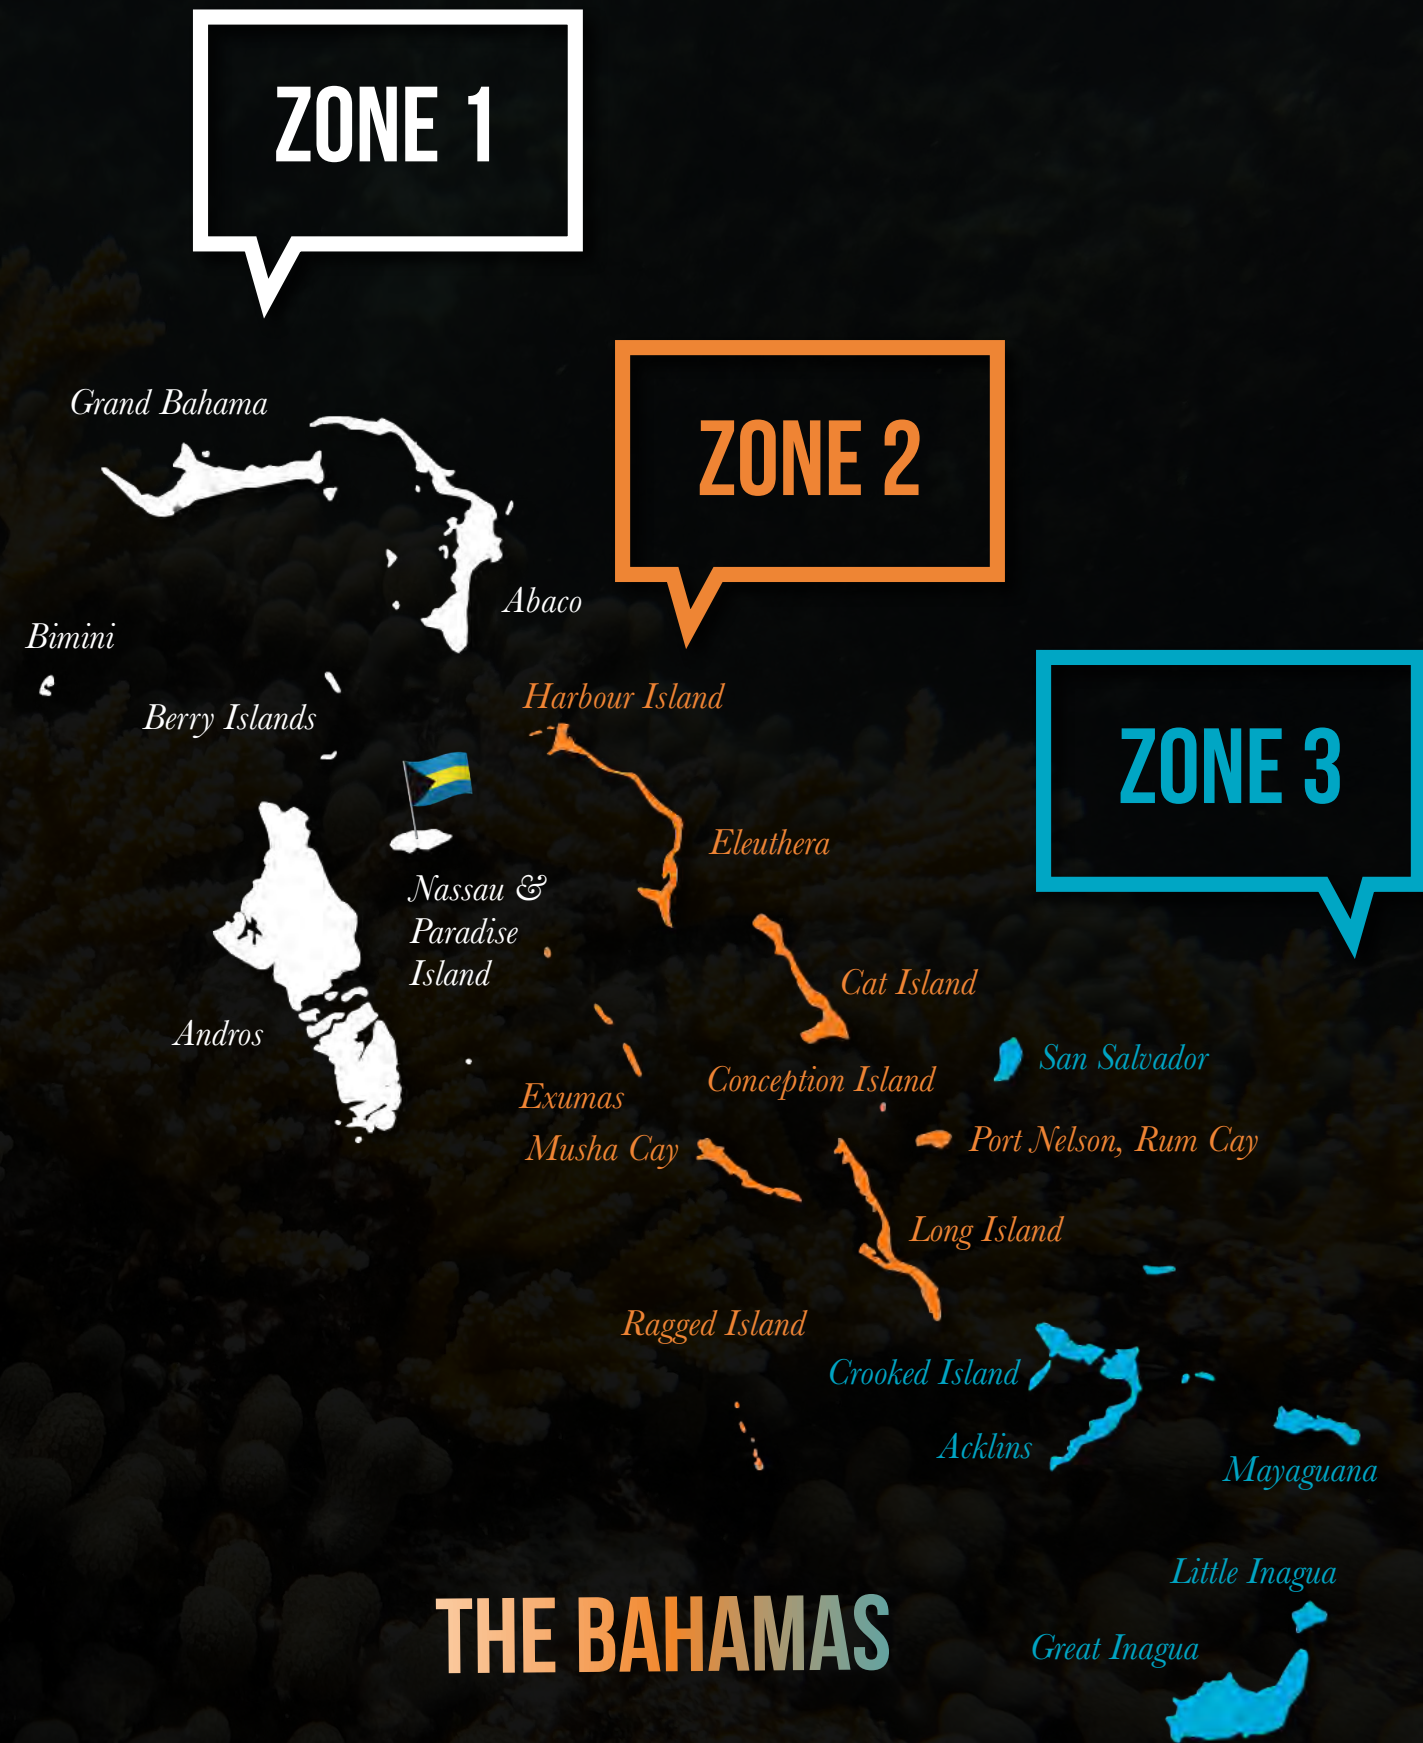 ZONE 1
ZONE 2
Grand Bahama
Abaco
Bimini
Harbour Island
Berry Islands
ZONE 3
Eleuthera
Nassau &
Paradise
Island
Cat Island
Andros
San Salvador
Conception Island
Exumas
Port Nelson, Rum Cay
Musha Cay
Long Island
Ragged Island
Crooked Island
Acklins
Mayaguana
Little Inagua
THE BAHAMAS
Great Inagua